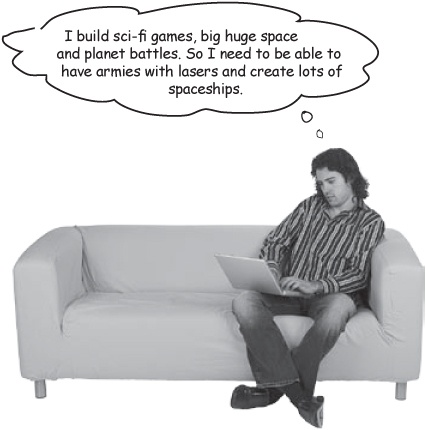 I build sci-fi games, big huge space
and planet battles. So I need to be able to
have armies with lasers and create lots of
spaceships.